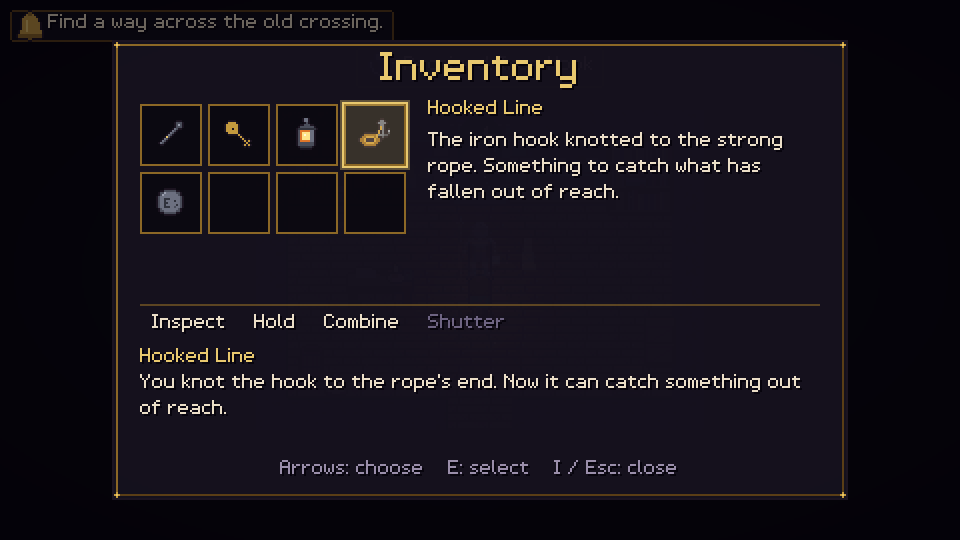 Find a way across the old crossing.
Inventory
Hooked Line
The iron hook knotted to the strong
rope. Something to catch what has
fallen out of reach.
Inspect Hold Combine Shutter
Hooked Line
You knot the hook to the rope's end. Now it can catch something out
of reach.
Arrows: choose E: select I / Esc: close